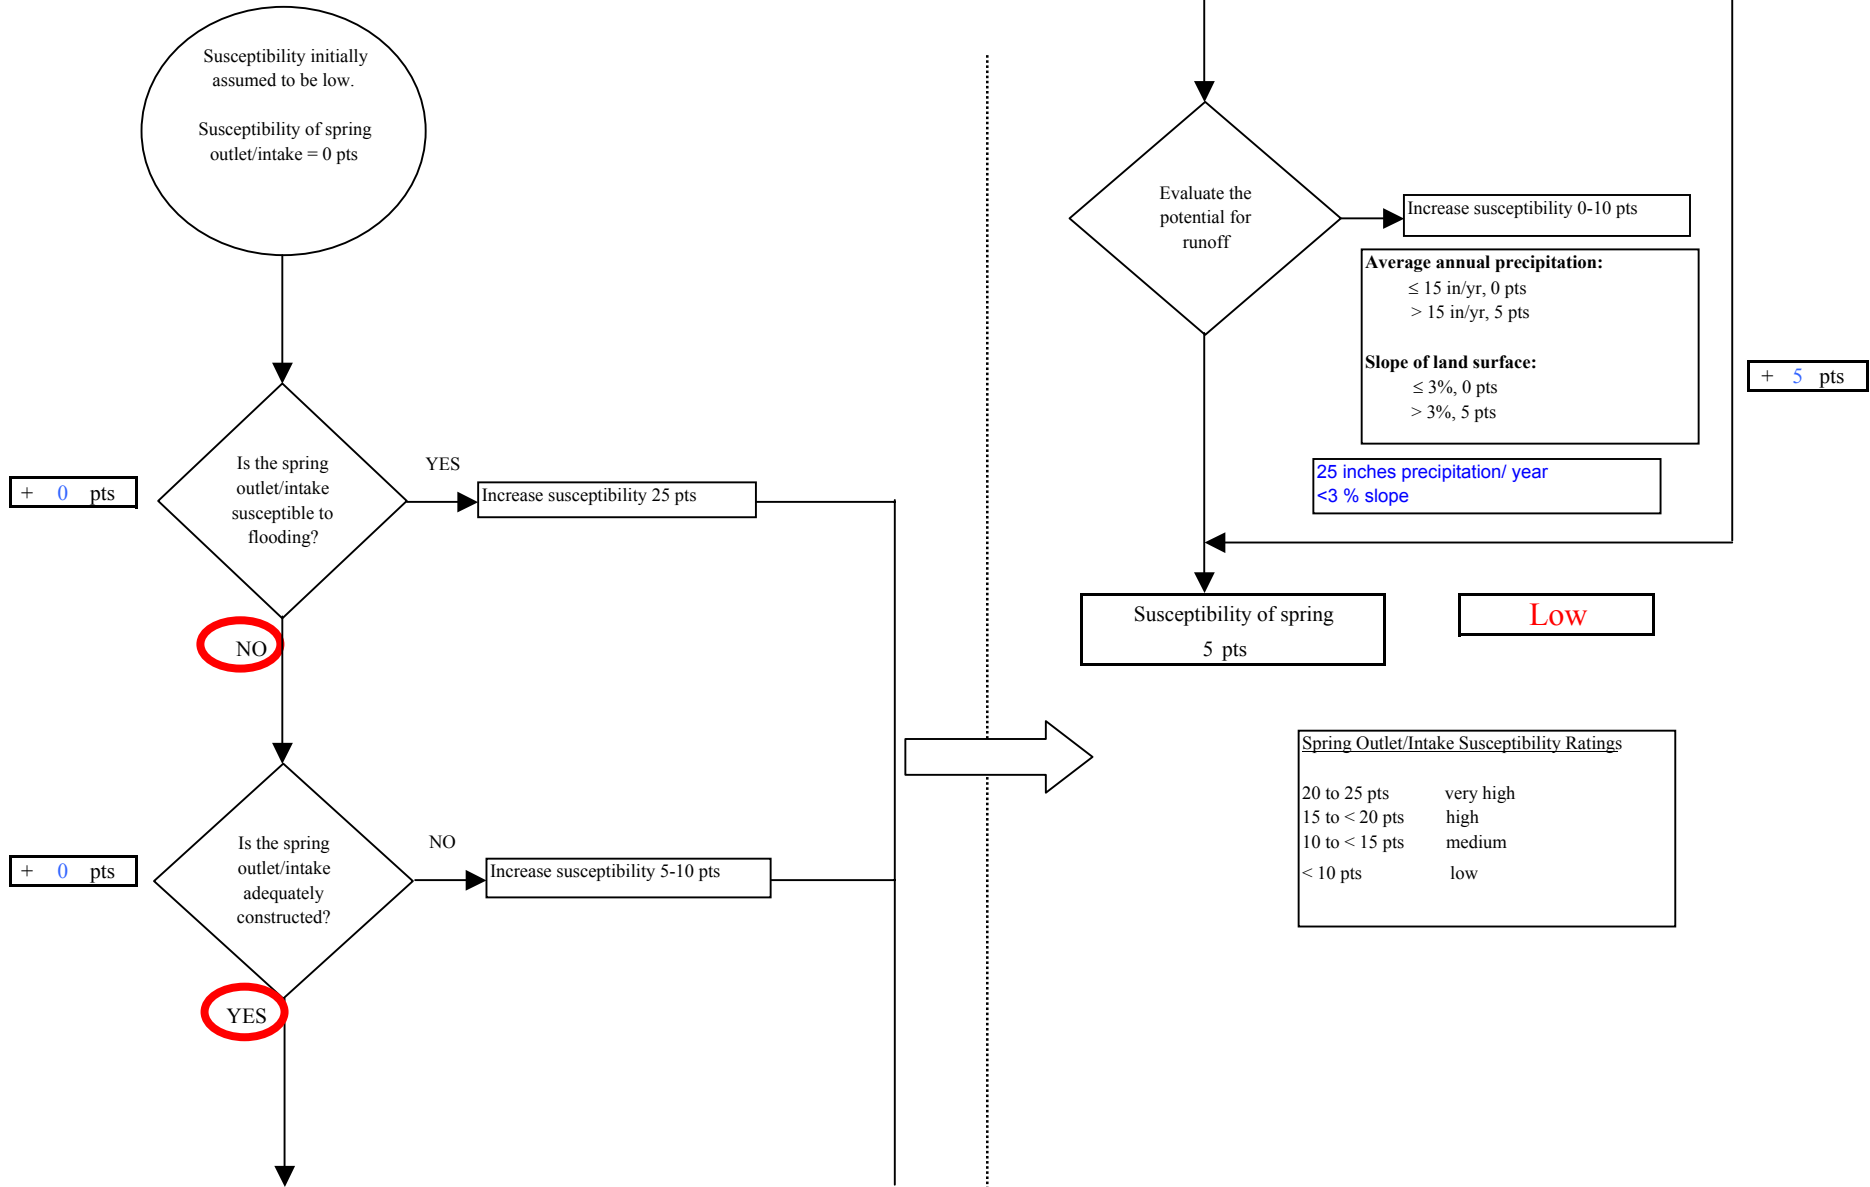 Susceptibility initially
assumed to be low.
Susceptibility of spring
outlet/intake = 0 pts
Is the spring
outlet/intake
susceptible to
flooding?
+ 0 pts
YES
Increase susceptibility 25 pts
NO
Is the spring
outlet/intake
adequately
constructed?
+ 0 pts
NO
Increase susceptibility 5-10 pts
YES
Evaluate the
potential for
runoff
Increase susceptibility 0-10 pts
Average annual precipitation:
≤ 15 in/yr, 0 pts
> 15 in/yr, 5 pts
Slope of land surface:
≤ 3%, 0 pts
> 3%, 5 pts
+ 5 pts
25 inches precipitation/ year
<3 % slope
Susceptibility of spring
5 pts
Low
Spring Outlet/Intake Susceptibility Ratings
20 to 25 pts very high
15 to < 20 pts high
10 to < 15 pts medium
< 10 pts low